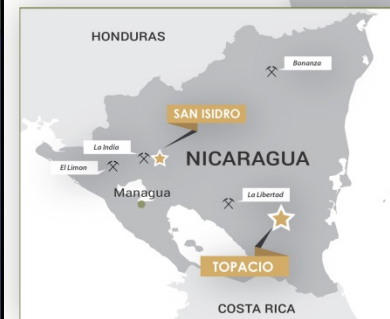 HONDURAS
Bonanza
SAN ISIDRO
La India
El Limon
NICARAGUA
Managua
La Libertad
TOPACIO
COSTA RICA